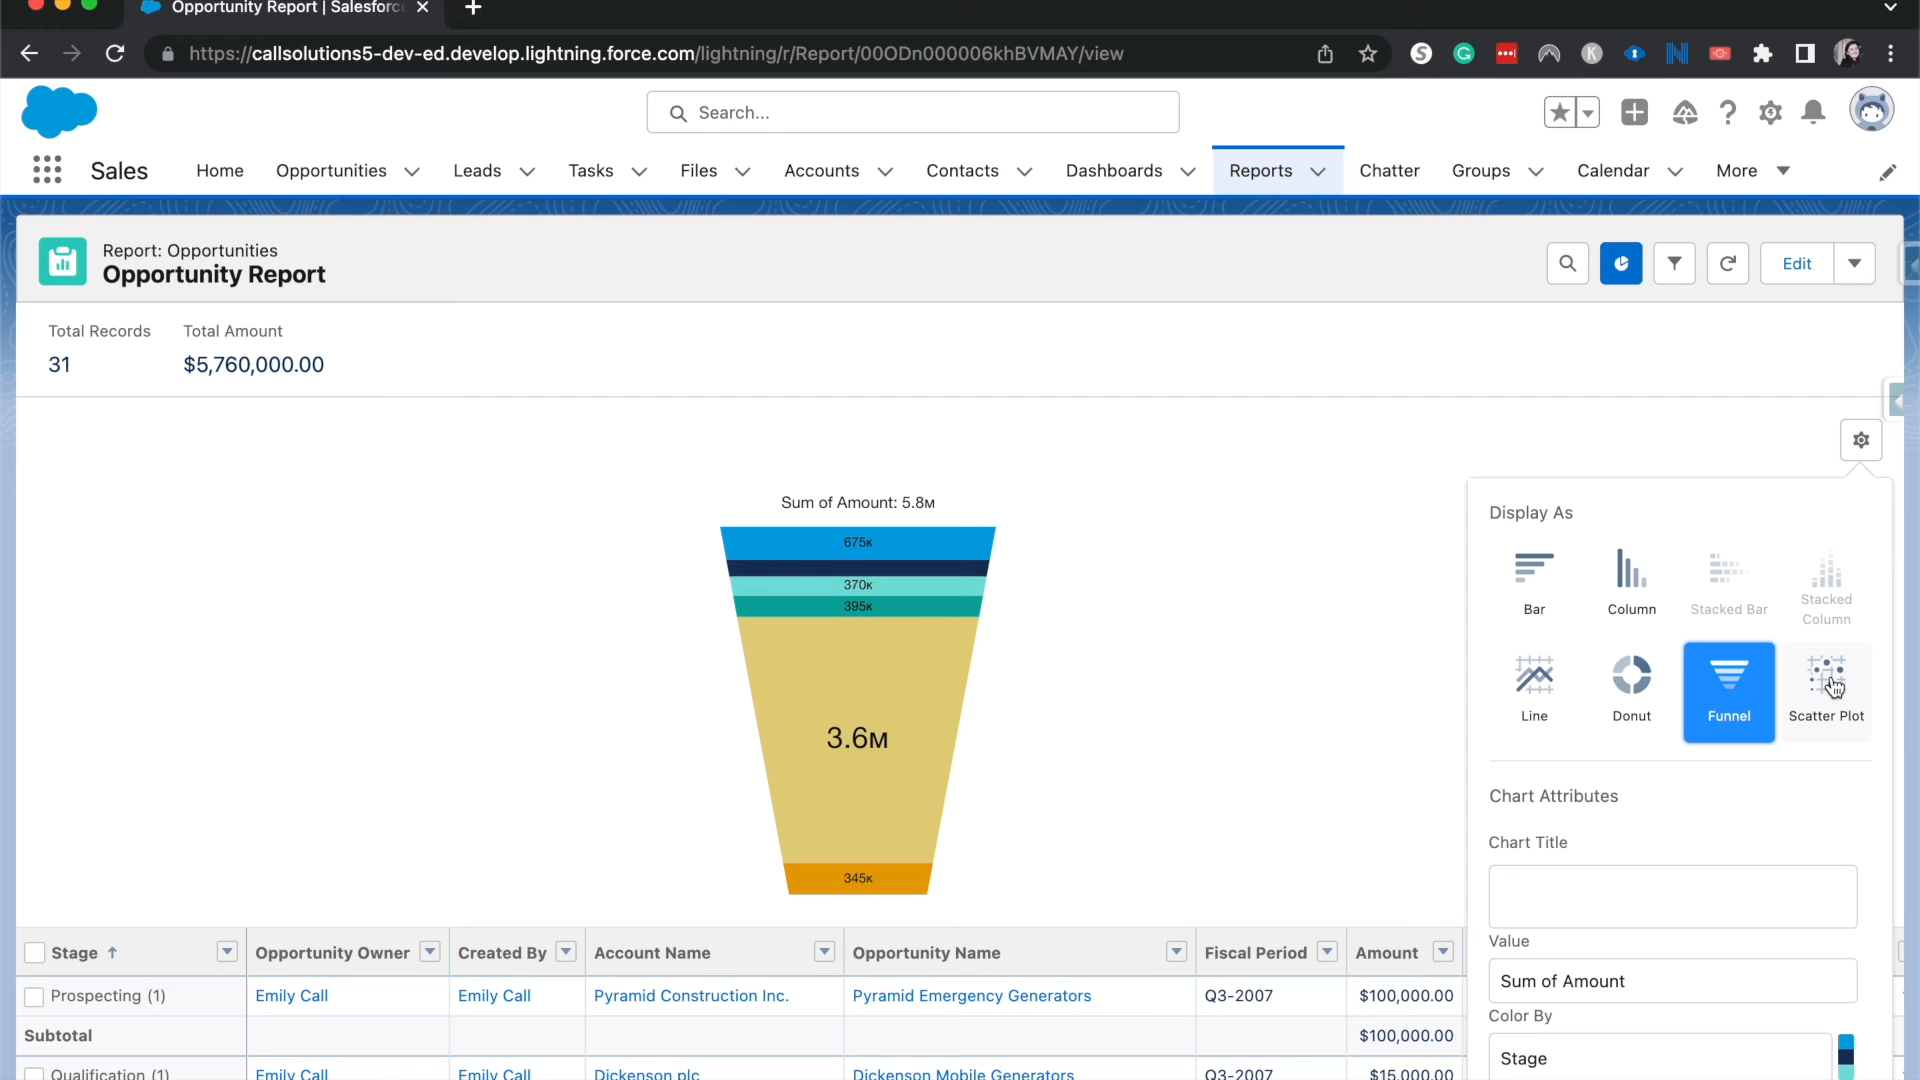 Opportunity Report | Salesforc
https://callsolutions5-dev-ed.develop.lightning.force.com/lightning/r/Report/00ODn000006khBVMAY/view
Search...
Sales
Home
Opportunities
Leads
Tasks
Files
Accounts
Contacts
Dashboards
Reports
Chatter
Groups
Calendar
More
Report: Opportunities
Opportunity Report
Edit
Total Records
Total Amount
31
$5,760,000.00
Sum of Amount: 5.8M
675K
370K
395K
3.6M
345K
Display As
Bar
Column
Stacked Bar
Stacked
Column
Line
Donut
Funnel
Scatter Plot
Chart Attributes
Chart Title
Value
Sum of Amount
Color By
Stage
Stage ↑
Opportunity Owner
Created By
Account Name
Opportunity Name
Fiscal Period
Amount
Prospecting (1)
Emily Call
Emily Call
Pyramid Construction Inc.
Pyramid Emergency Generators
Q3-2007
$100,000.00
Subtotal
$100,000.00
Qualification (1)
Emily Call
Emily Call
Dickenson plc
Dickenson Mobile Generators
Q3-2007
$15,000.00